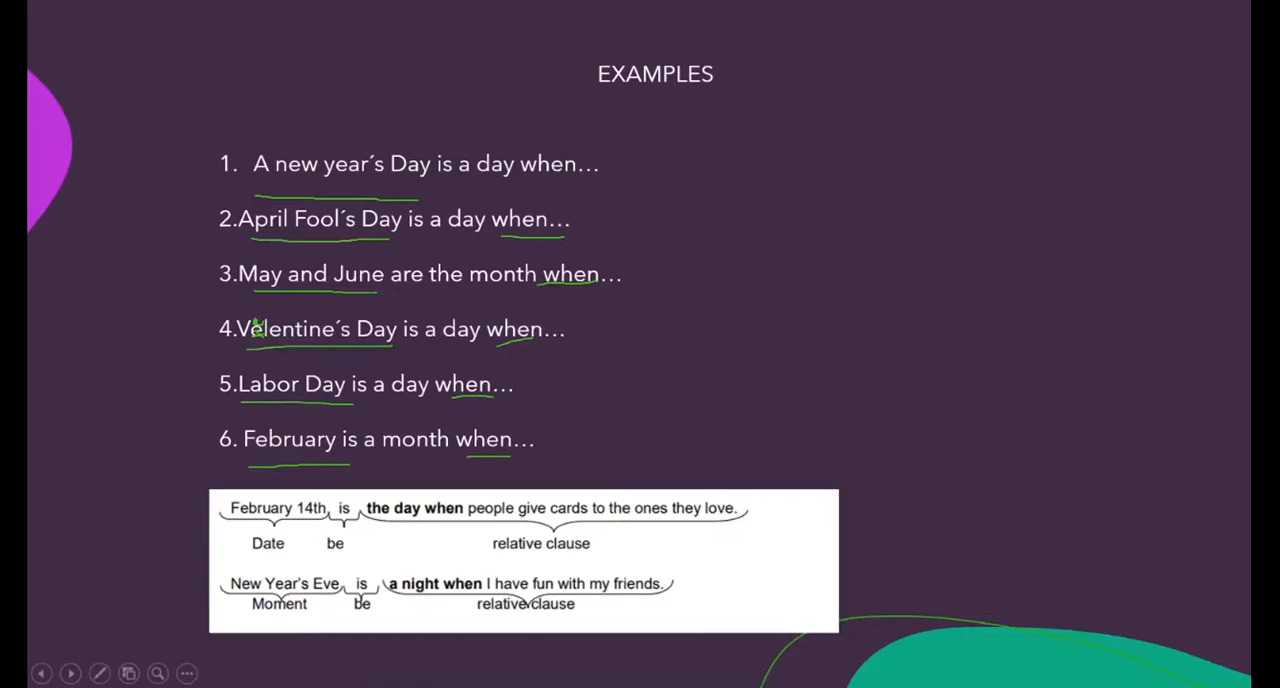 EXAMPLES
1. A new year´s Day is a day when…
2.April Fool´s Day is a day when…
3.May and June are the month when…
4.Velentine´s Day is a day when…
5.Labor Day is a day when…
6. February is a month when…
February 14th, is the day when people give cards to the ones they love.
Date be relative clause
New Year's Eve is a night when I have fun with my friends.
Moment be relative clause